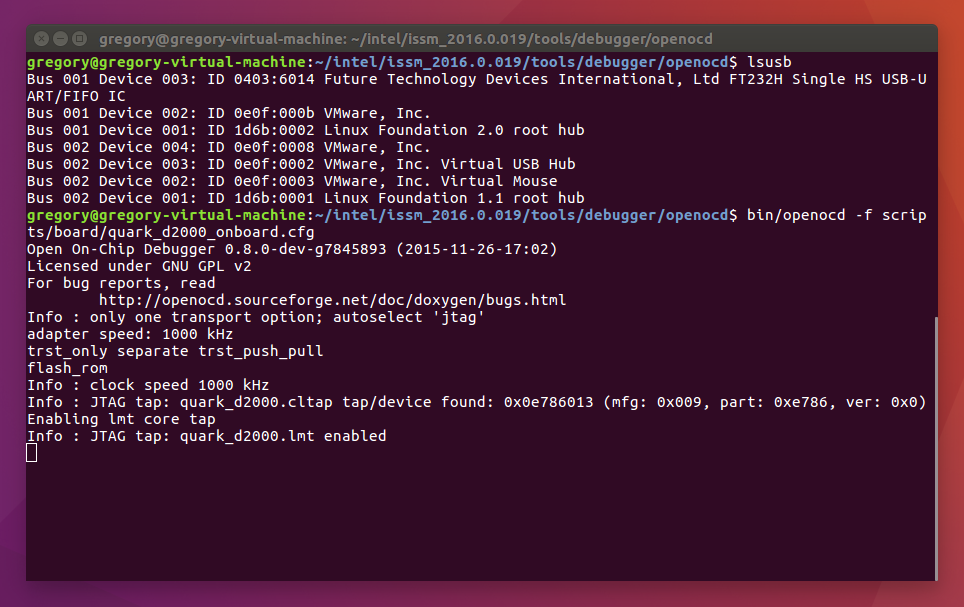 gregory@gregory-virtual-machine: ~/intel/issm_2016.0.019/tools/debugger/openocd
gregory@gregory-virtual-machine:~/intel/issm_2016.0.019/tools/debugger/openocd$ lsusb
Bus 001 Device 003: ID 0403:6014 Future Technology Devices International, Ltd FT232H Single HS USB-U
ART/FIFO IC
Bus 001 Device 002: ID 0e0f:000b VMware, Inc.
Bus 001 Device 001: ID 1d6b:0002 Linux Foundation 2.0 root hub
Bus 002 Device 004: ID 0e0f:0008 VMware, Inc.
Bus 002 Device 003: ID 0e0f:0002 VMware, Inc. Virtual USB Hub
Bus 002 Device 002: ID 0e0f:0003 VMware, Inc. Virtual Mouse
Bus 002 Device 001: ID 1d6b:0001 Linux Foundation 1.1 root hub
gregory@gregory-virtual-machine:~/intel/issm_2016.0.019/tools/debugger/openocd$ bin/openocd -f scrip
ts/board/quark_d2000_onboard.cfg
Open On-Chip Debugger 0.8.0-dev-g7845893 (2015-11-26-17:02)
Licensed under GNU GPL v2
For bug reports, read
        http://openocd.sourceforge.net/doc/doxygen/bugs.html
Info : only one transport option; autoselect 'jtag'
adapter speed: 1000 kHz
trst_only separate trst_push_pull
flash_rom
Info : clock speed 1000 kHz
Info : JTAG tap: quark_d2000.cltap tap/device found: 0x0e786013 (mfg: 0x009, part: 0xe786, ver: 0x0)
Enabling lmt core tap
Info : JTAG tap: quark_d2000.lmt enabled